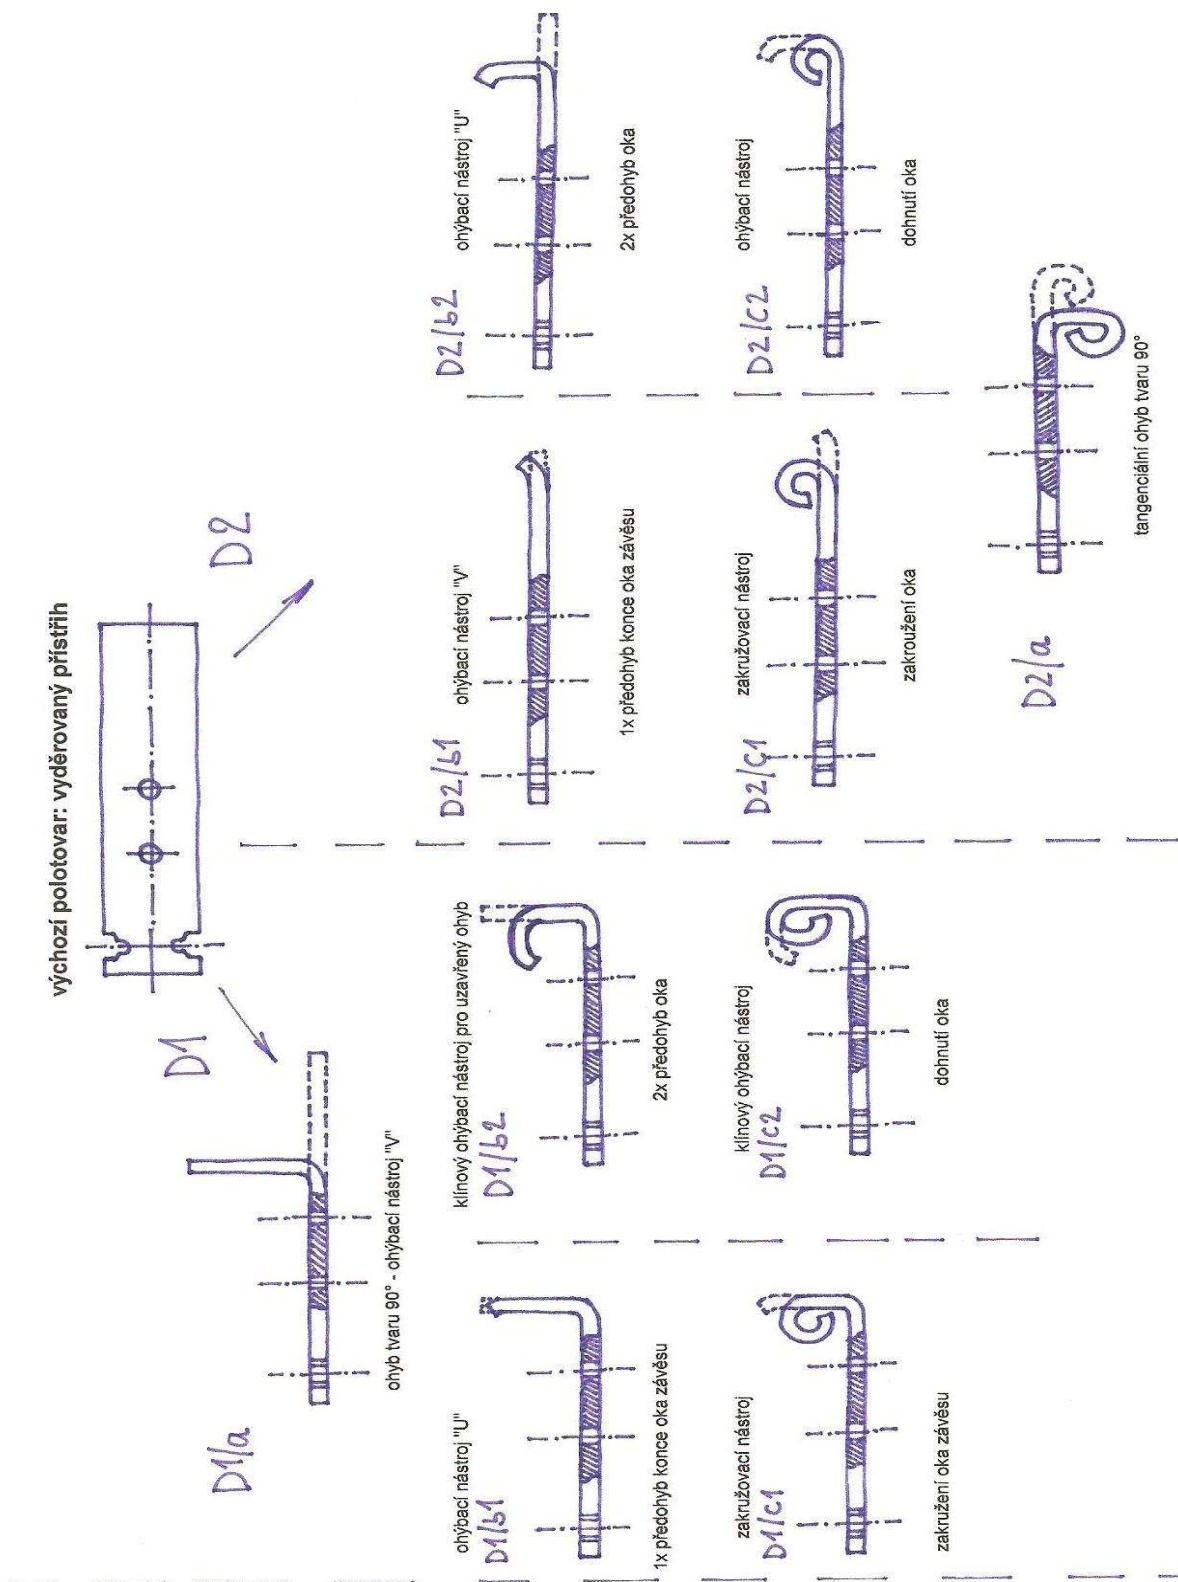 výchozí polotovar: vyděrovaný přístřih
D1
D2
D1/a
ohyb tvaru 90° - ohýbací nástroj "V"
ohýbací nástroj "U"
D1/b1
1x předohyb konce oka závěsu
klínový ohýbací nástroj pro uzavřený ohyb
D1/b2
2x předohyb oka
ohýbací nástroj "V"
D2/b1
1x předohyb konce oka závěsu
ohýbací nástroj "U"
D2/b2
2x předohyb oka
zakružovací nástroj
D1/C1
zakružení oka závěsu
klínový ohýbací nástroj
D1/C2
dohnutí oka
zakružovací nástroj
D2/C1
zakroužení oka
ohýbací nástroj
D2/C2
dohnutí oka
D2/a
tangenciální ohyb tvaru 90°